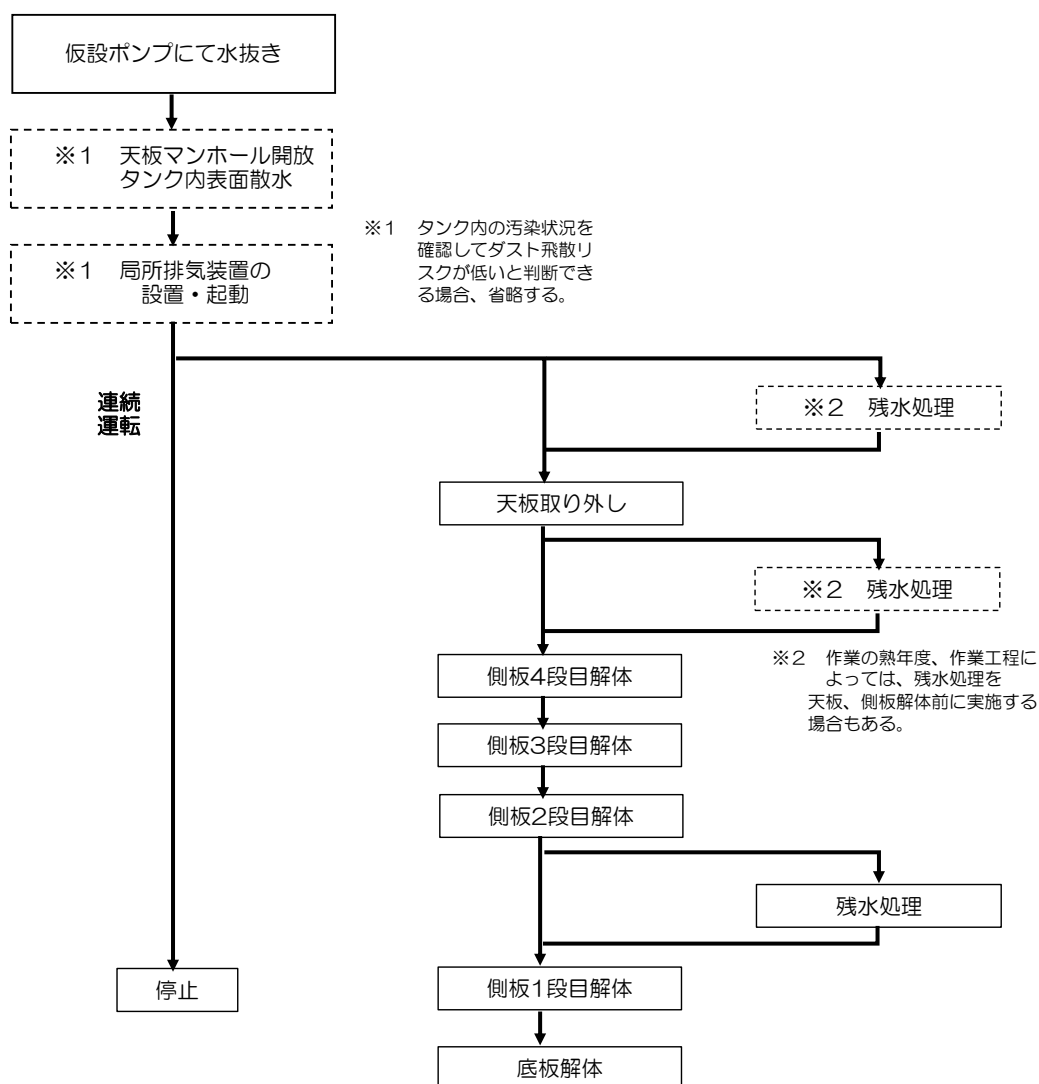 仮設ポンプにて水抜き
※1 天板マンホール開放
タンク内表面散水
※1 タンク内の汚染状況を
確認してダスト飛散リ
スクが低いと判断でき
る場合、省略する。
※1 局所排気装置の
設置・起動
連続
運転
※2 残水処理
天板取り外し
※2 残水処理
※2 作業の熟年度、作業工程に
よっては、残水処理を
天板、側板解体前に実施する
場合もある。
側板4段目解体
側板3段目解体
側板2段目解体
残水処理
停止
側板1段目解体
底板解体